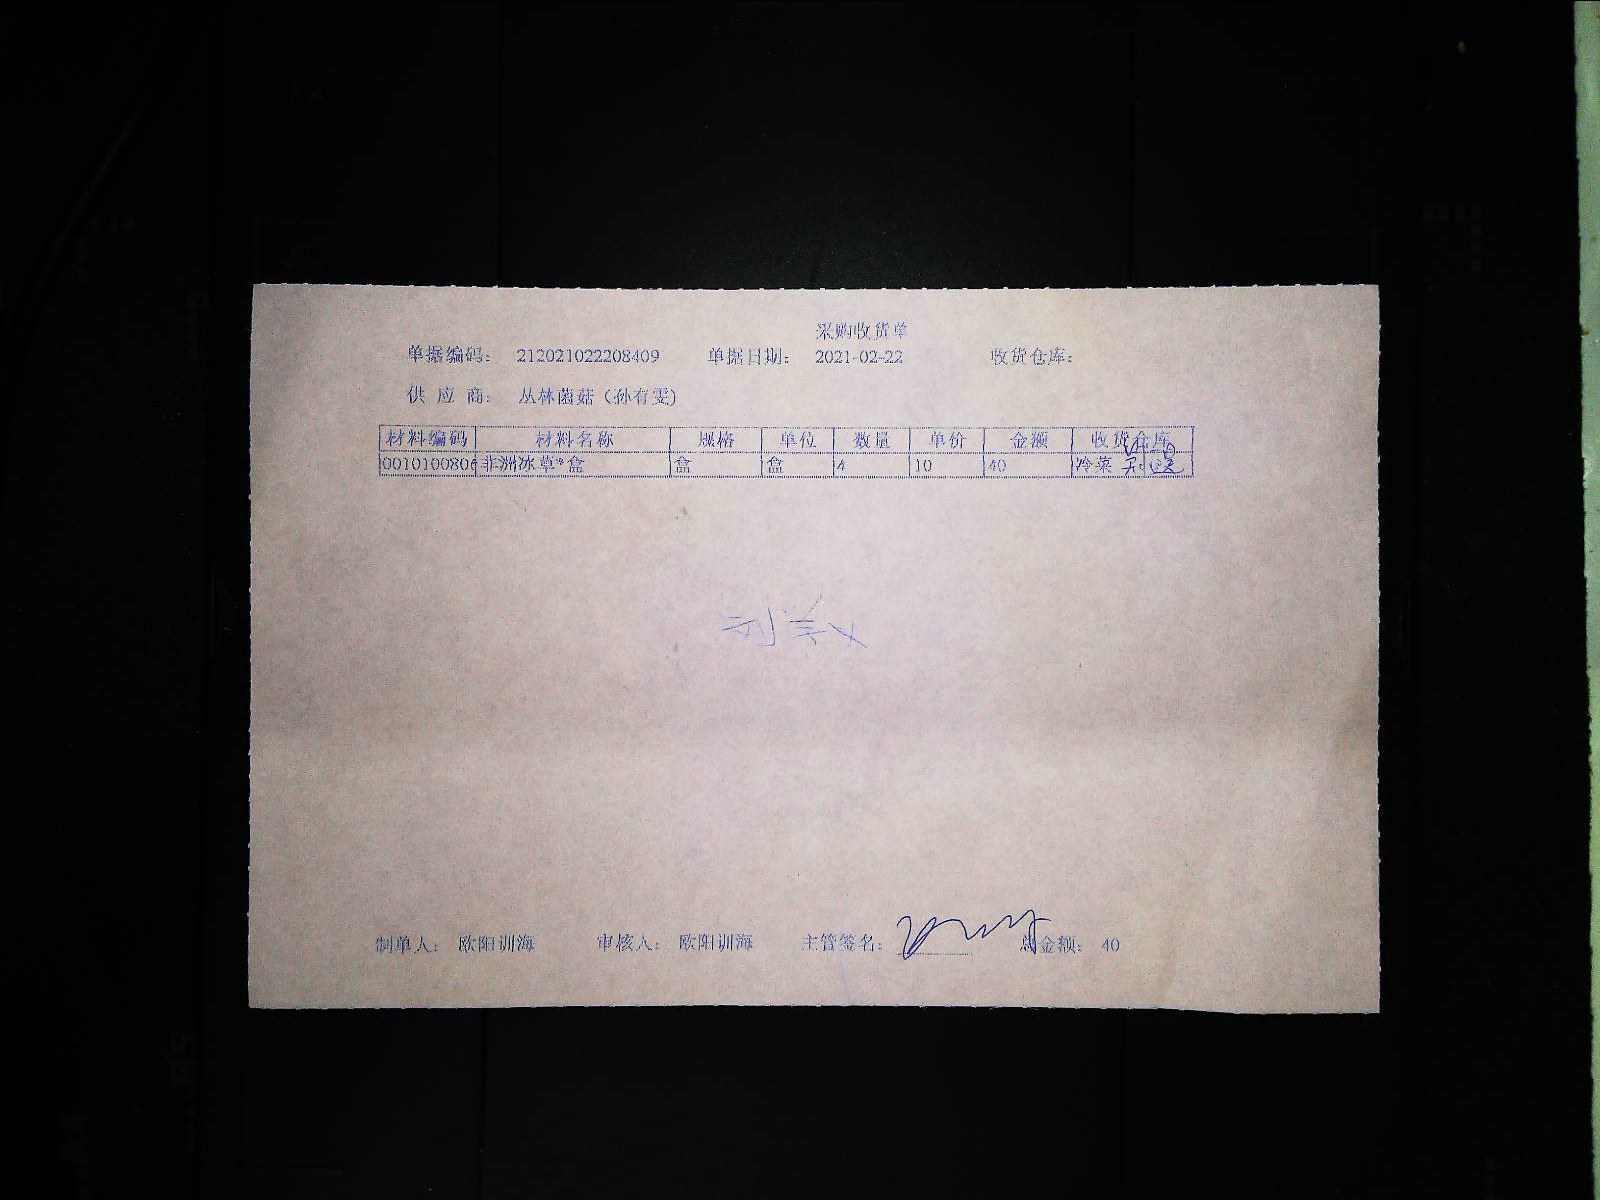 采购收货单
单据编码： 212021022208409 单据日期： 2021-02-22 收货仓库：
供 应 商： 丛林菌菇（孙有雯）
材料编码 材料名称 规格 单位 数量 单价 金额 收货仓库
0010100806 非洲冰草*盒 盒 盒 4 10 40 冷菜
制单人： 欧阳训海 审核人： 欧阳训海 主管签名： 总金额： 40